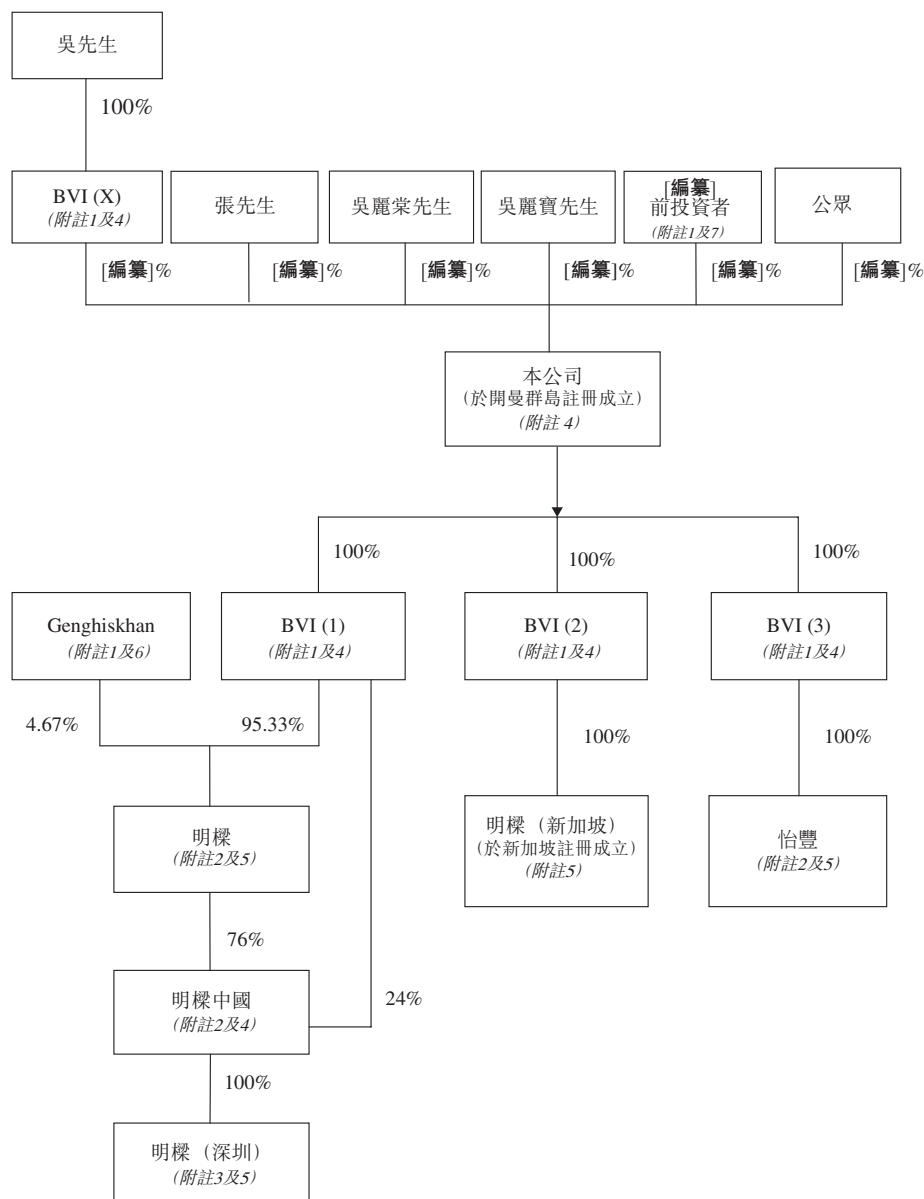 吳先生
100%
BVI (X)
(附註1及4)
張先生
吳麗棠先生
吳麗寶先生
[編纂]
前投資者
(附註1及7)
公眾
[編纂]%
[編纂]%
[編纂]%
[編纂]%
[編纂]%
[編纂]%
本公司
(於開曼群島註冊成立)
(附註 4)
100%
100%
100%
Genghiskhan
(附註1及6)
BVI (1)
(附註1及4)
BVI (2)
(附註1及4)
BVI (3)
(附註1及4)
4.67%
95.33%
100%
100%
明樑
(附註2及5)
明樑（新加坡）
(於新加坡註冊成立)
(附註5)
怡豐
(附註2及5)
76%
明樑中國
(附註2及4)
24%
100%
明樑（深圳）
(附註3及5)